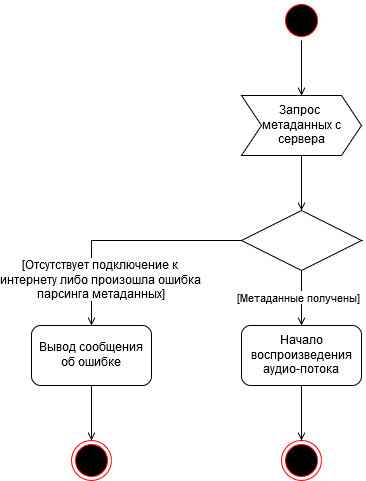 Запрос
метаданных с
сервера
[Отсутствует подключение к
интернету либо произошла ошибка
парсинга метаданных]
[Метаданные получены]
Вывод сообщения
об ошибке
Начало
воспроизведения
аудио-потока